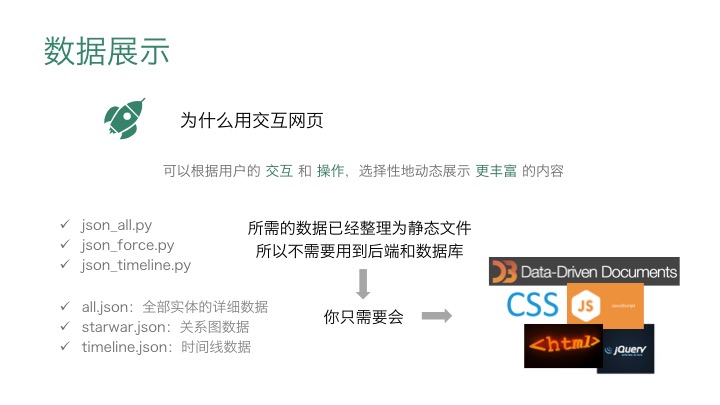 数据展示
为什么用交互网页
可以根据用户的 交互 和 操作，选择性地动态展示 更丰富 的内容
json_all.py
json_force.py
json_timeline.py
所需的数据已经整理为静态文件
所以不需要用到后端和数据库
all.json：全部实体的详细数据
starwar.json：关系图数据
timeline.json：时间线数据
你只需要会
D3 Data-Driven Documents
CSS
JS JavaScript
<html>
jQuery